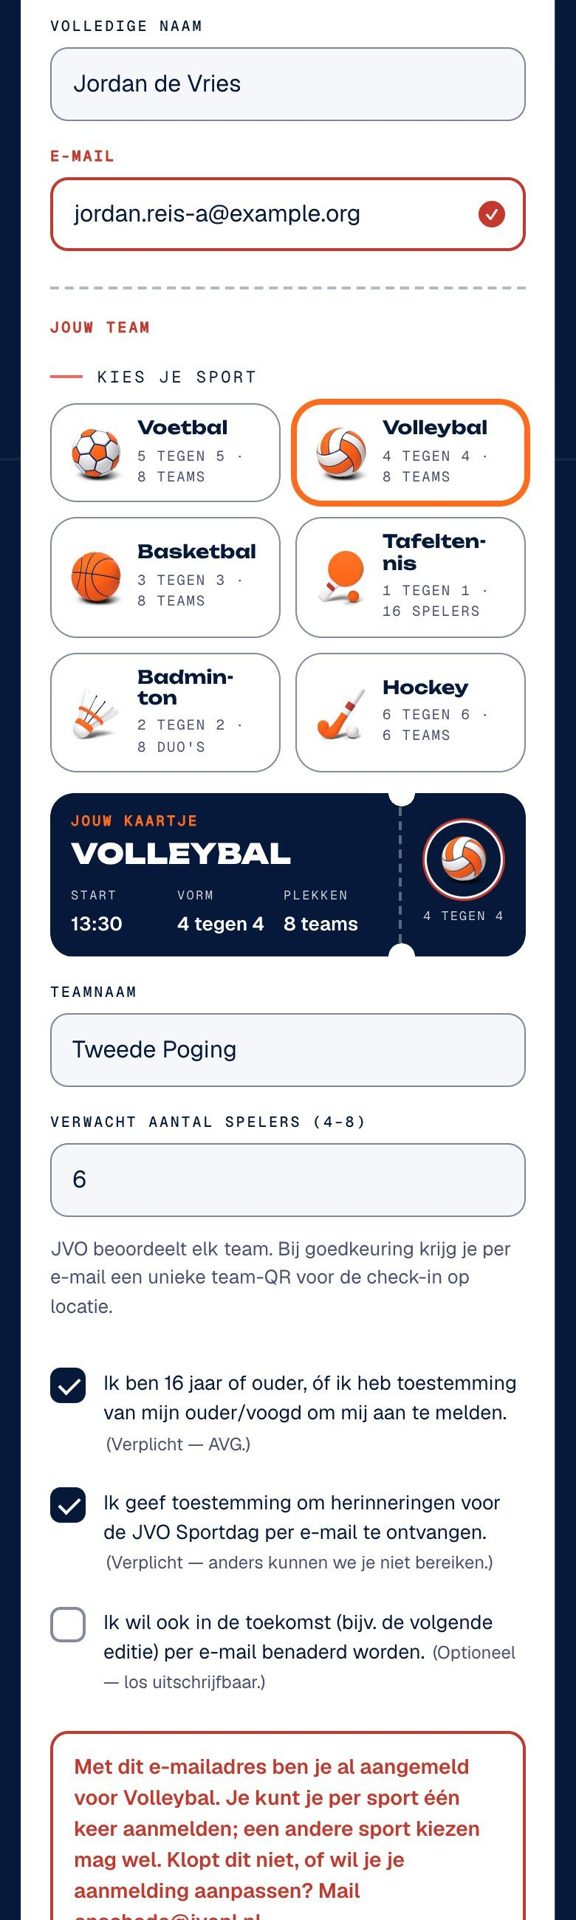 VOLLEDIGE NAAM
Jordan de Vries
E-MAIL
jordan.reis-a@example.org
JOUW TEAM
KIES JE SPORT
Voetbal
5 TEGEN 5 ·
8 TEAMS
Volleybal
4 TEGEN 4 ·
8 TEAMS
Basketbal
3 TEGEN 3 ·
8 TEAMS
Tafelten-
nis
1 TEGEN 1 ·
16 SPELERS
Badmin-
ton
2 TEGEN 2 ·
8 DUO'S
Hockey
6 TEGEN 6 ·
6 TEAMS
JOUW KAARTJE
VOLLEYBAL
START
13:30
VORM
4 tegen 4
PLEKKEN
8 teams
4 TEGEN 4
TEAMNAAM
Tweede Poging
VERWACHT AANTAL SPELERS (4–8)
6
JVO beoordeelt elk team. Bij goedkeuring krijg je per
e-mail een unieke team-QR voor de check-in op
locatie.
Ik ben 16 jaar of ouder, óf ik heb toestemming
van mijn ouder/voogd om mij aan te melden.
(Verplicht — AVG.)
Ik geef toestemming om herinneringen voor
de JVO Sportdag per e-mail te ontvangen.
(Verplicht — anders kunnen we je niet bereiken.)
Ik wil ook in de toekomst (bijv. de volgende
editie) per e-mail benaderd worden. (Optioneel
— los uitschrijfbaar.)
Met dit e-mailadres ben je al aangemeld
voor Volleybal. Je kunt je per sport één
keer aanmelden; een andere sport kiezen
mag wel. Klopt dit niet, of wil je je
aanmelding aanpassen? Mail